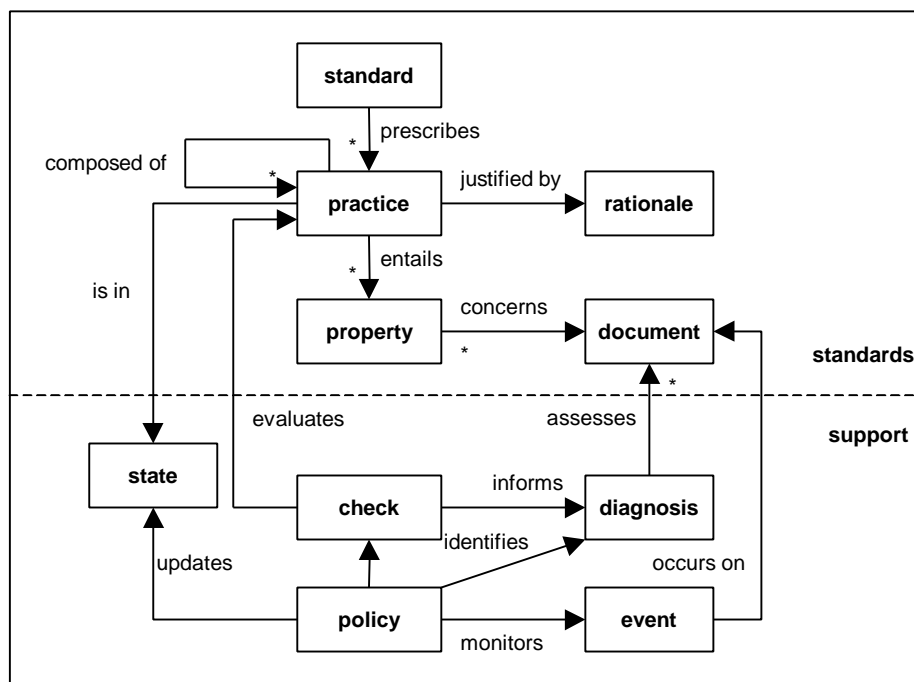 standard
*
prescribes
composed of
*
justified by
practice
rationale
*
entails
is in
concerns
property
document
*
standards
*
evaluates
assesses
support
state
informs
check
diagnosis
identifies
updates
occurs on
policy
event
monitors